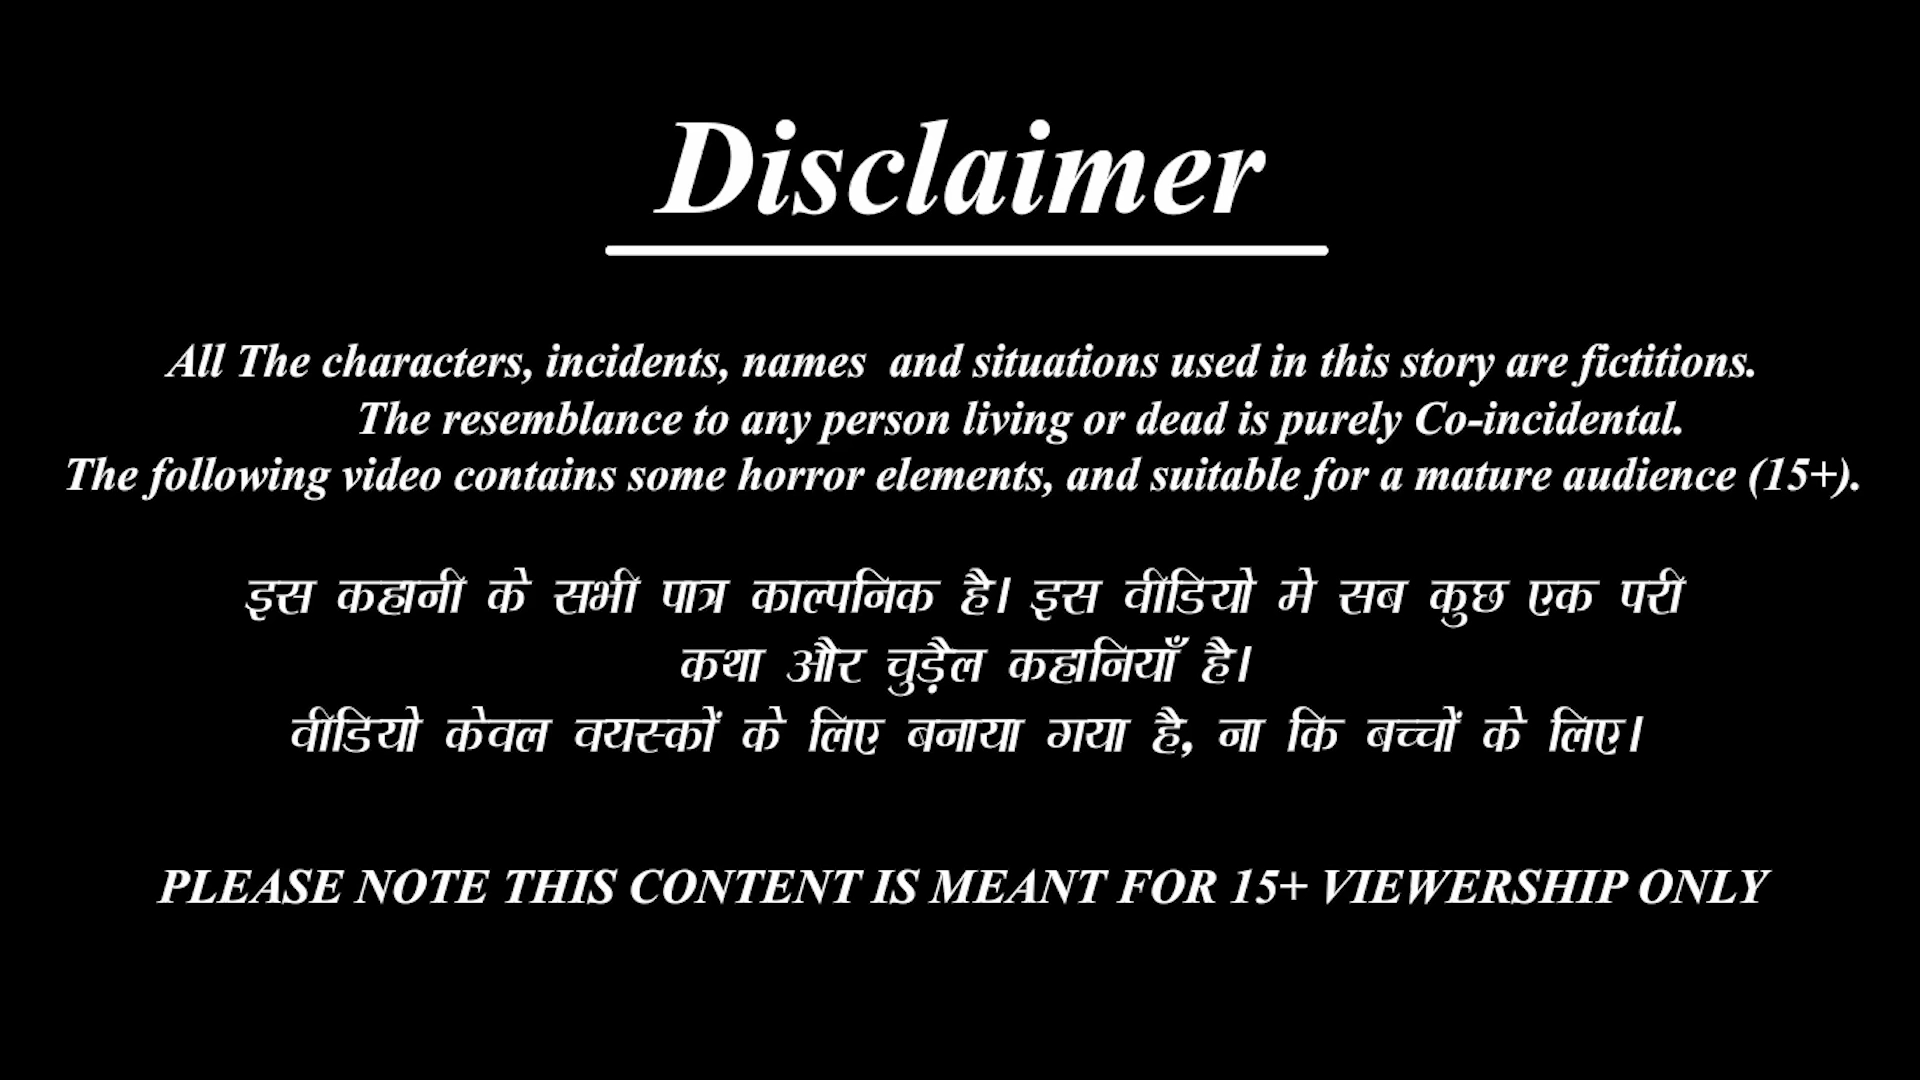 Disclaimer
All The characters, incidents, names  and situations used in this story are fictitions.
The resemblance to any person living or dead is purely Co-incidental.
The following video contains some horror elements, and suitable for a mature audience (15+).
इस कहानी के सभी पात्र काल्पनिक है। इस वीडियो मे सब कुछ एक परी
कथा और चुड़ैल कहानियाँ है।
वीडियो केवल वयस्कों के लिए बनाया गया है, ना कि बच्चों के लिए।
PLEASE NOTE THIS CONTENT IS MEANT FOR 15+ VIEWERSHIP ONLY